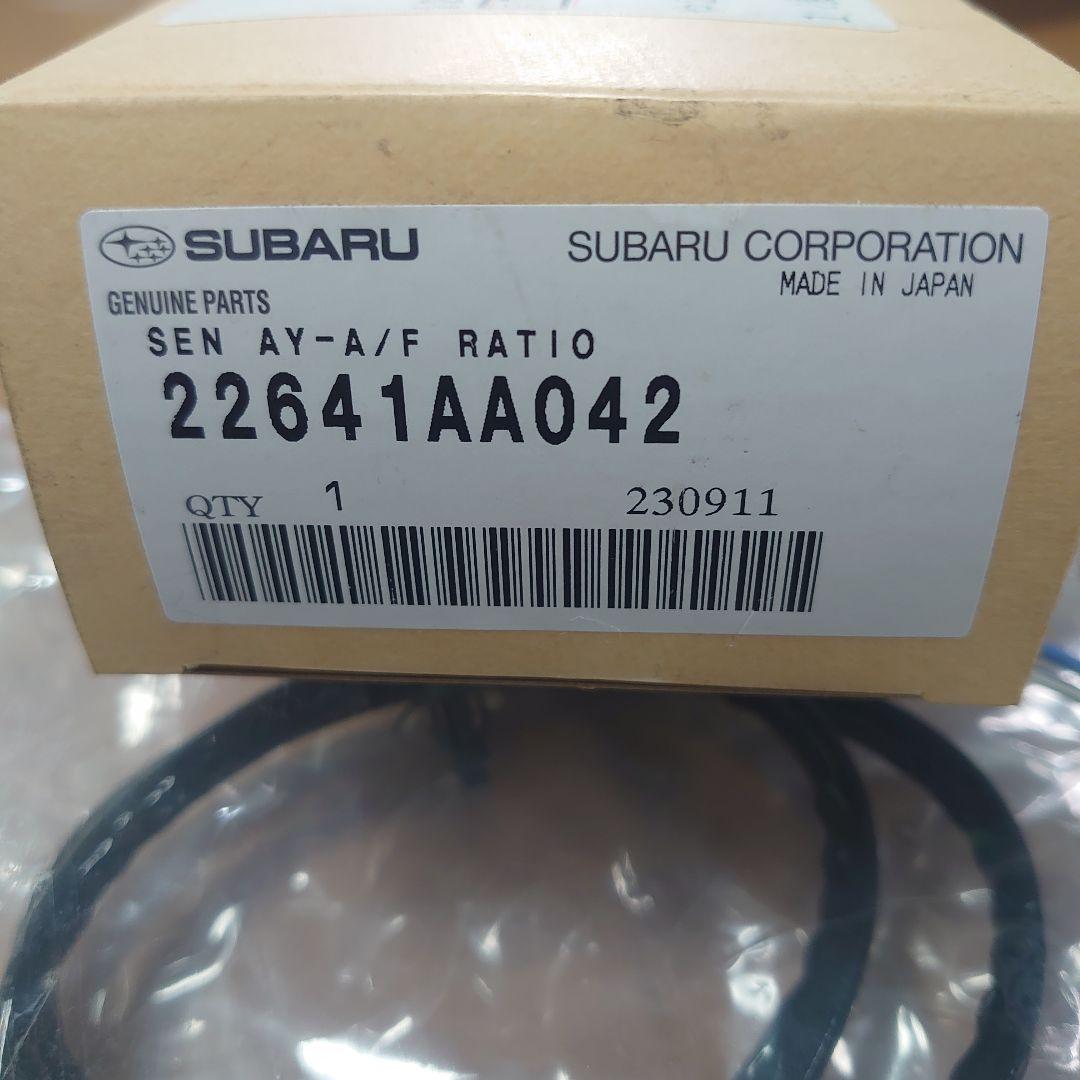 SUBARU
SUBARU CORPORATION
MADE IN JAPAN
GENUINE PARTS
SEN AY-A/F RATIO
22641AA042
QTY 1 230911